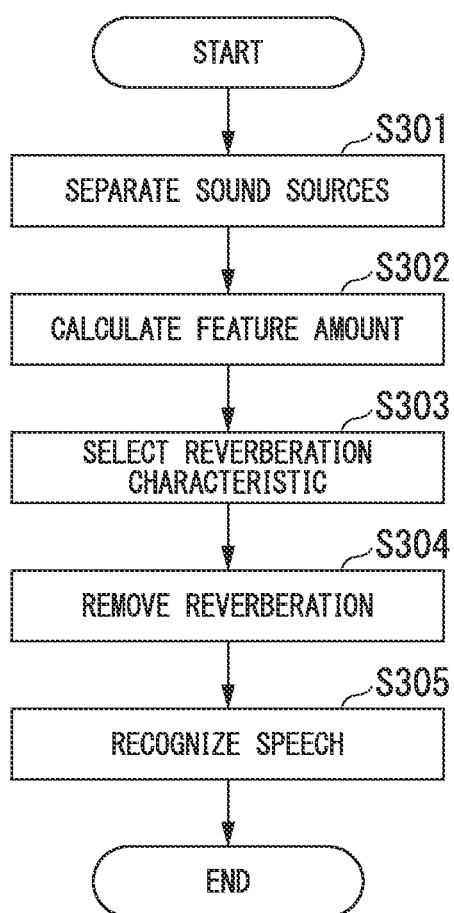 START
S301
SEPARATE SOUND SOURCES
S302
CALCULATE FEATURE AMOUNT
S303
SELECT REVERBERATION
CHARACTERISTIC
S304
REMOVE REVERBERATION
S305
RECOGNIZE SPEECH
END